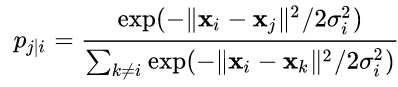 p_{j|i} = \frac{\exp(-\|\mathbf{x}_i - \mathbf{x}_j\|^2 / 2\sigma_i^2)}{\sum_{k \neq i} \exp(-\|\mathbf{x}_i - \mathbf{x}_k\|^2 / 2\sigma_i^2)}